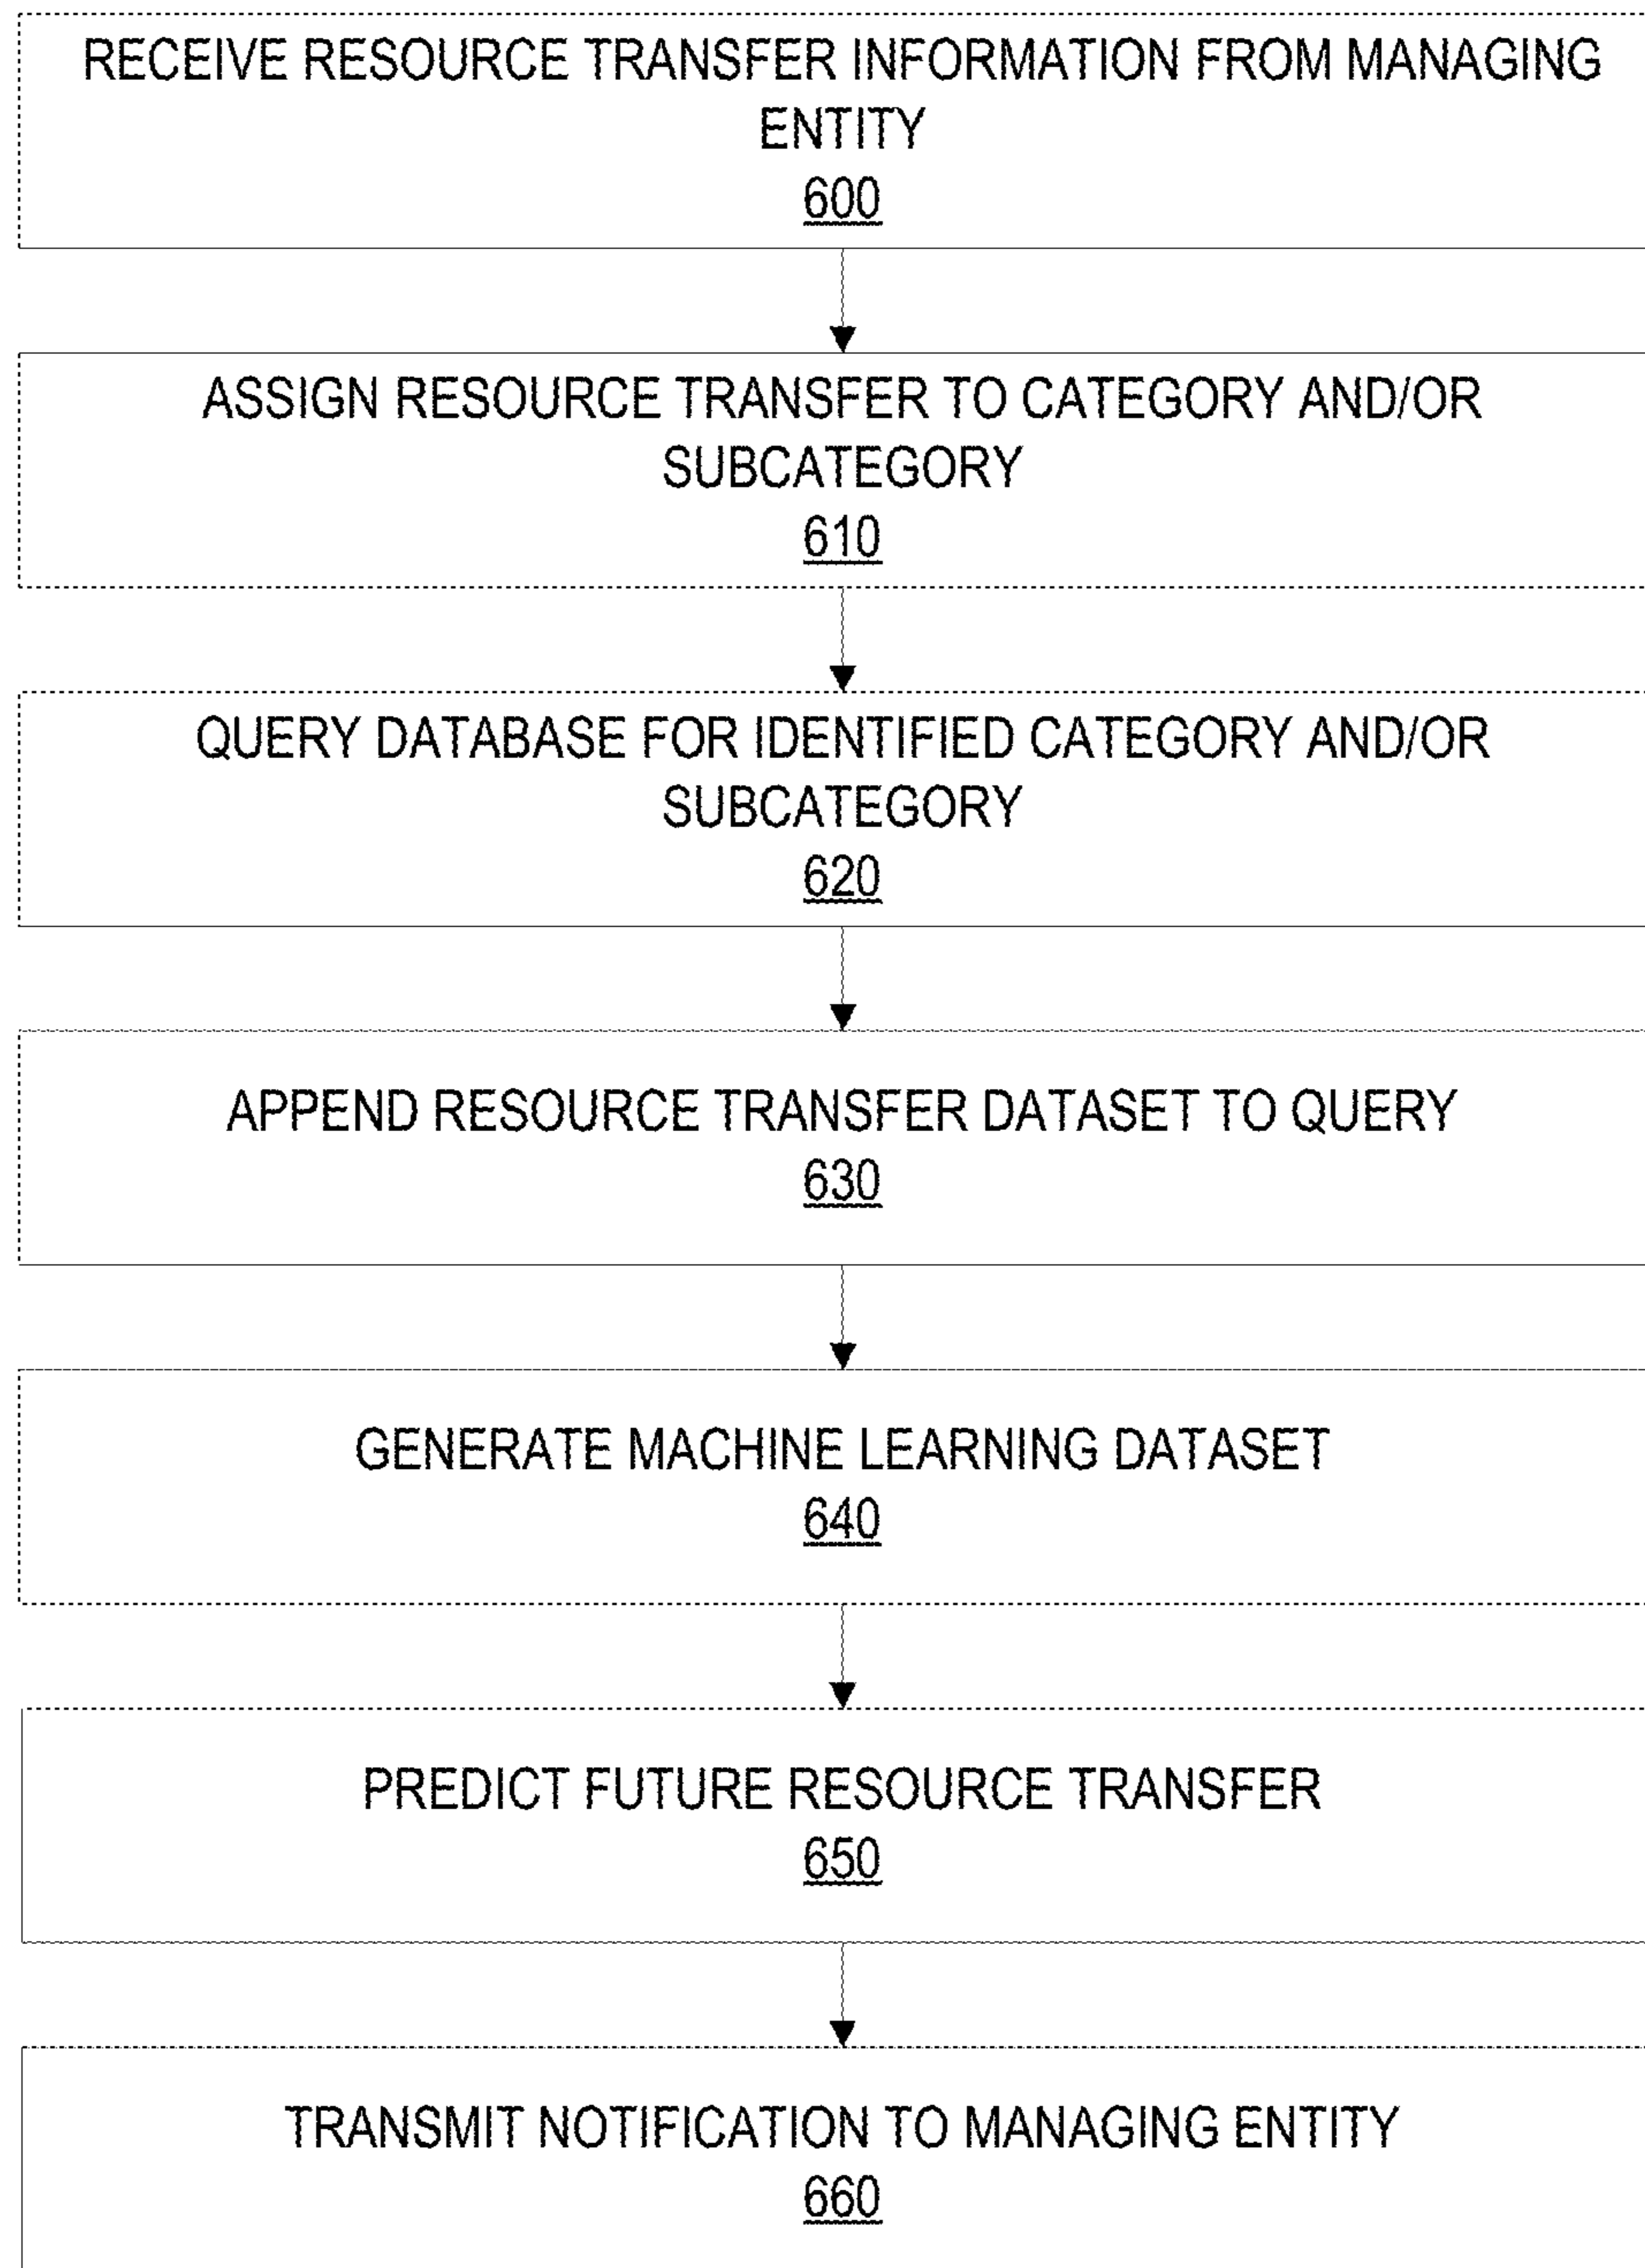 RECEIVE RESOURCE TRANSFER INFORMATION FROM MANAGING
ENTITY
600
ASSIGN RESOURCE TRANSFER TO CATEGORY AND/OR
SUBCATEGORY
610
QUERY DATABASE FOR IDENTIFIED CATEGORY AND/OR
SUBCATEGORY
620
APPEND RESOURCE TRANSFER DATASET TO QUERY
630
GENERATE MACHINE LEARNING DATASET
640
PREDICT FUTURE RESOURCE TRANSFER
650
TRANSMIT NOTIFICATION TO MANAGING ENTITY
660